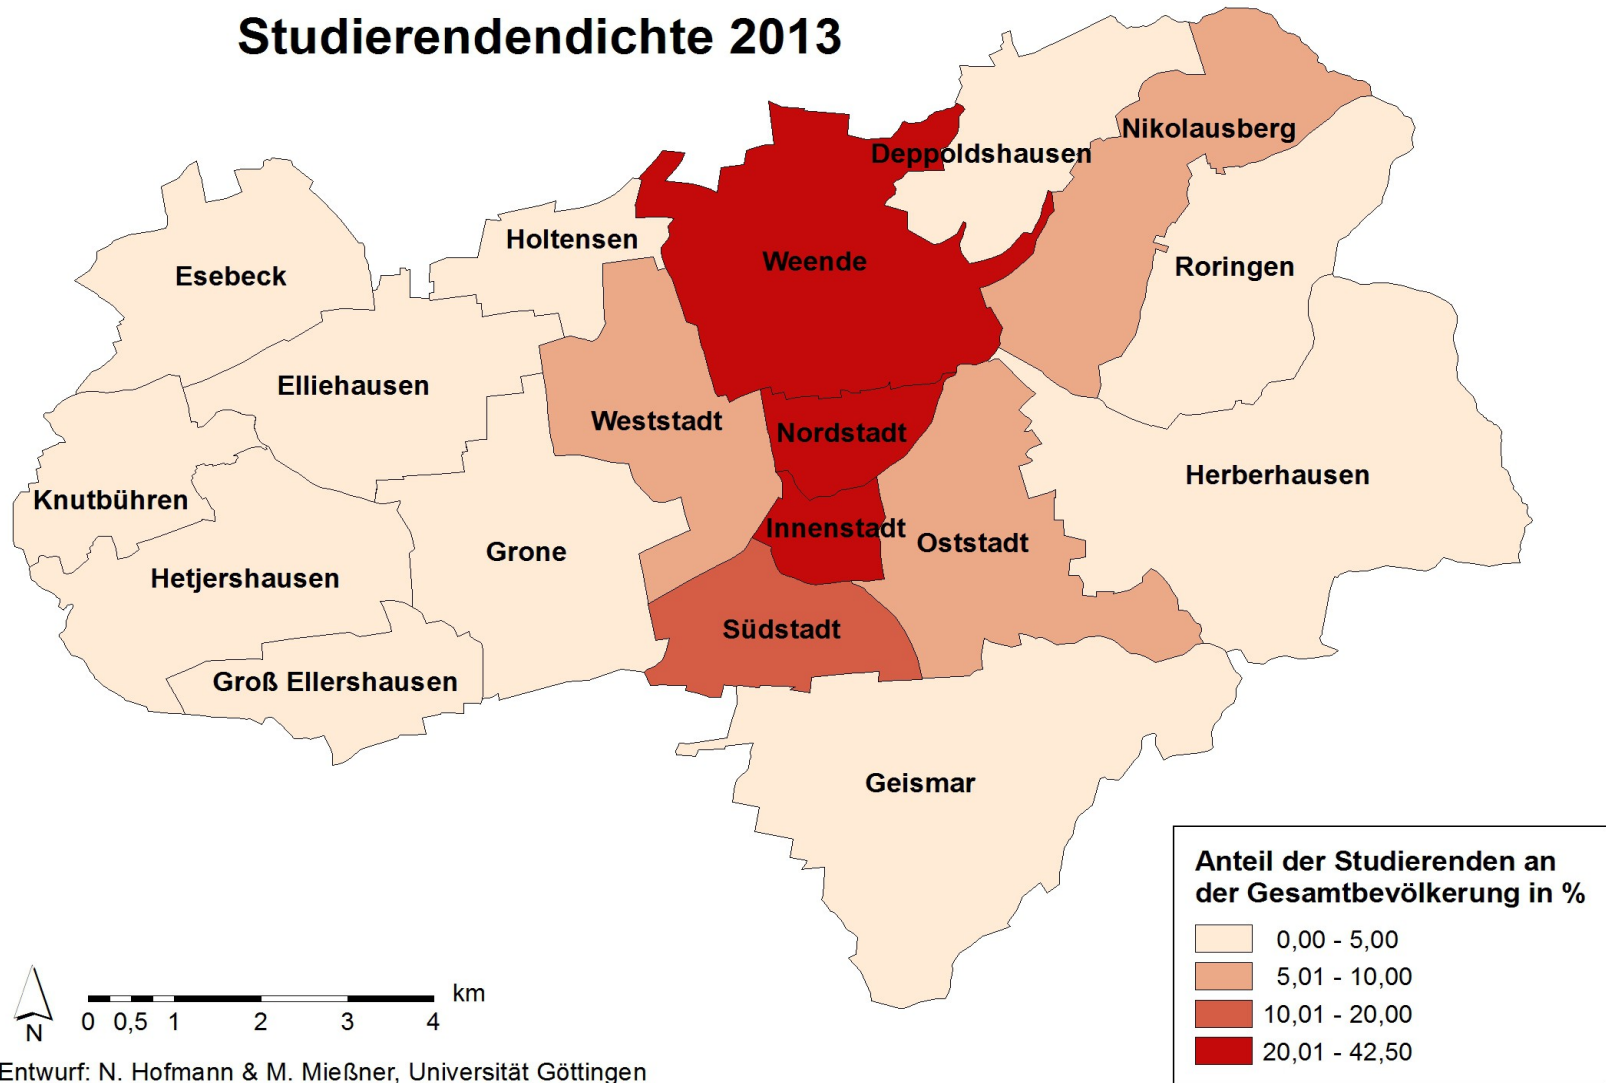 Studierendendichte 2013
Nikolausberg
Deppoldshausen
Holtensen
Weende
Roringen
Esebeck
Elliehausen
Weststadt
Nordstadt
Herberhausen
Knutbühren
Innenstadt
Oststadt
Grone
Hetjershausen
Südstadt
Groß Ellershausen
Geismar
Anteil der Studierenden an
der Gesamtbevölkerung in %
0,00 - 5,00
5,01 - 10,00
10,01 - 20,00
20,01 - 42,50
km
N
0 0,5 1 2 3 4
Entwurf: N. Hofmann & M. Mießner, Universität Göttingen